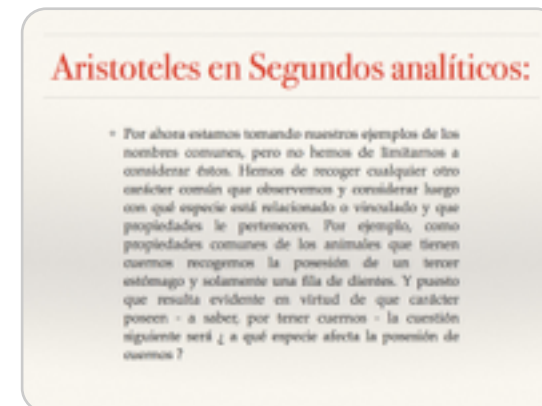 Aristoteles en Segundos analíticos:
Por ahora estamos tomando nuestros ejemplos de los
nombres comunes, pero no hemos de limitarnos a
considerar éstos. Hemos de recoger cualquier otro
carácter común que observemos y considerar luego
con qué especie está relacionado o vinculado y que
propiedades le pertenecen. Por ejemplo, como
propiedades comunes de los animales que tienen
cuernos recogemos la posesión de un tercer
estómago y solamente una fila de dientes. Y puesto
que resulta evidente en virtud de que carácter
poseen - a saber, por tener cuernos - la cuestión
siguiente será ¿ a qué especie afecta la posesión de
cuernos ?